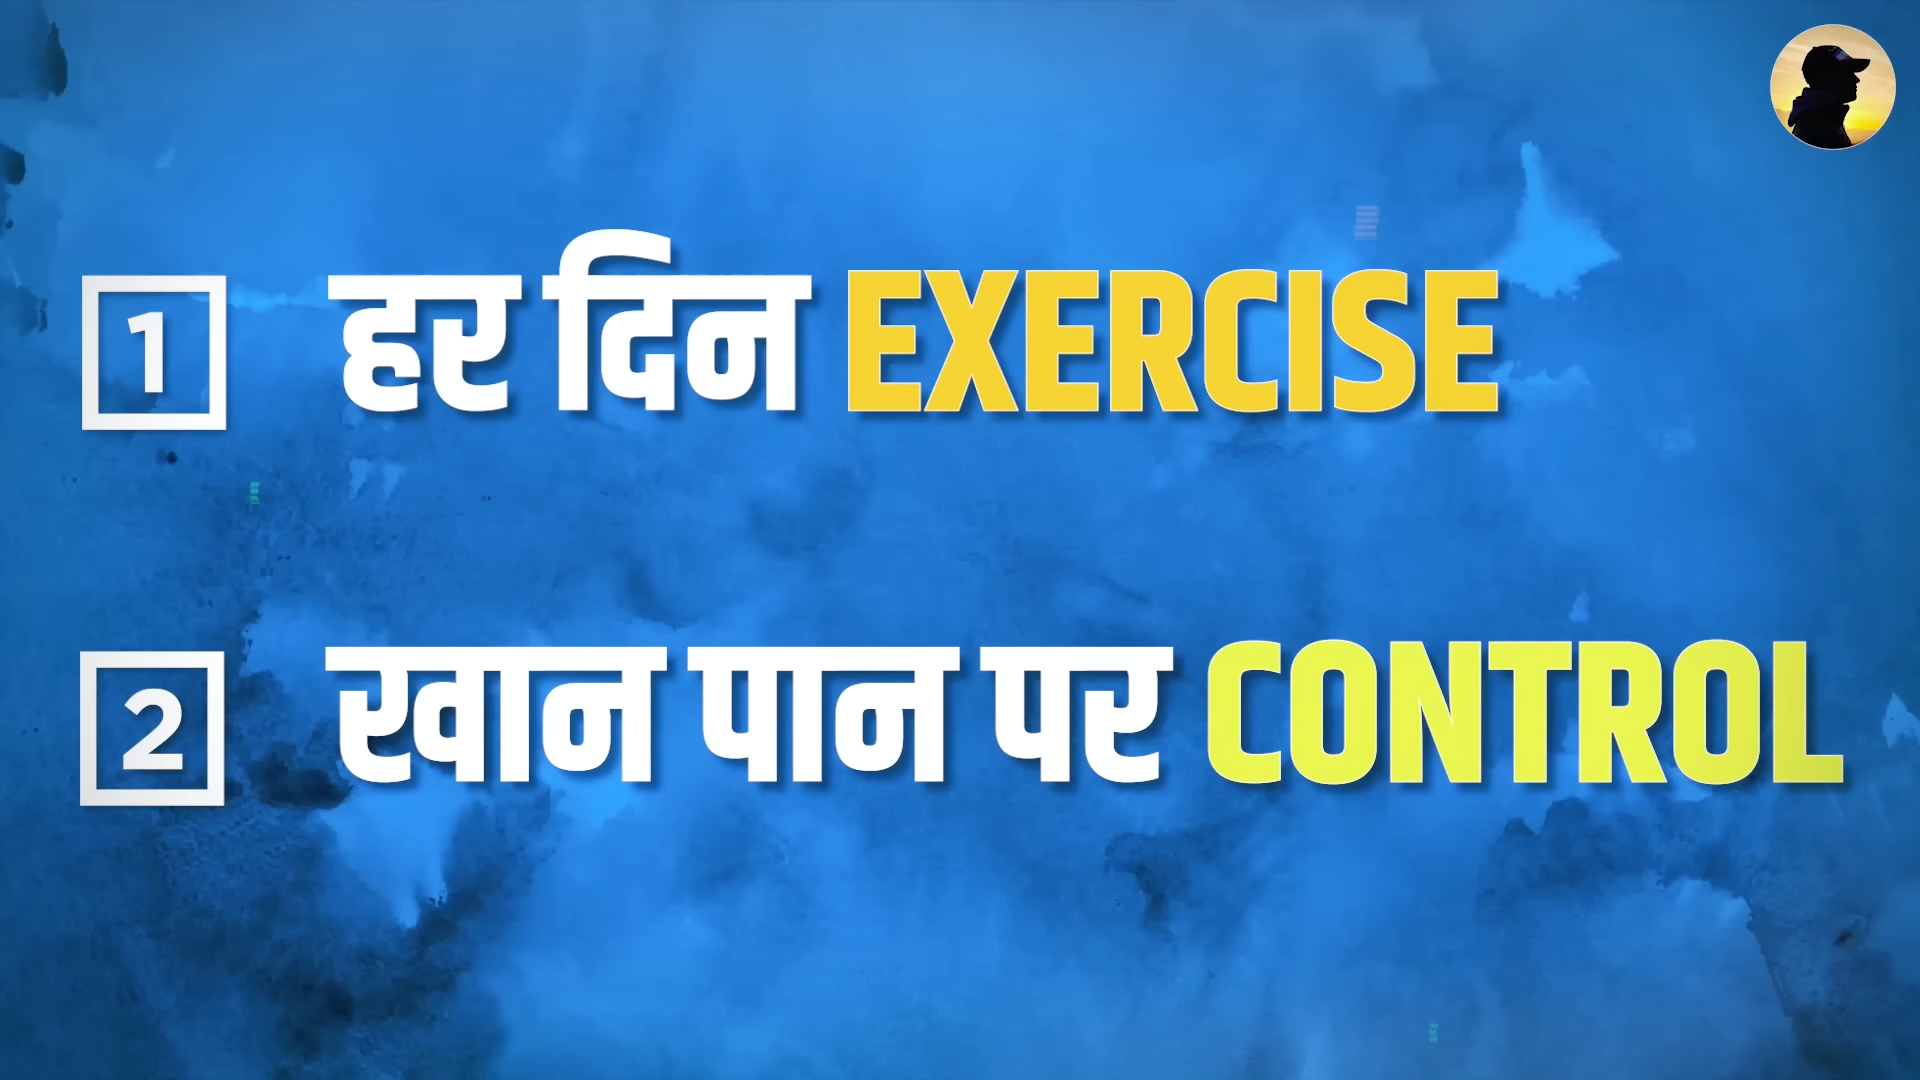 1 हर दिन EXERCISE
2 खान पान पर CONTROL